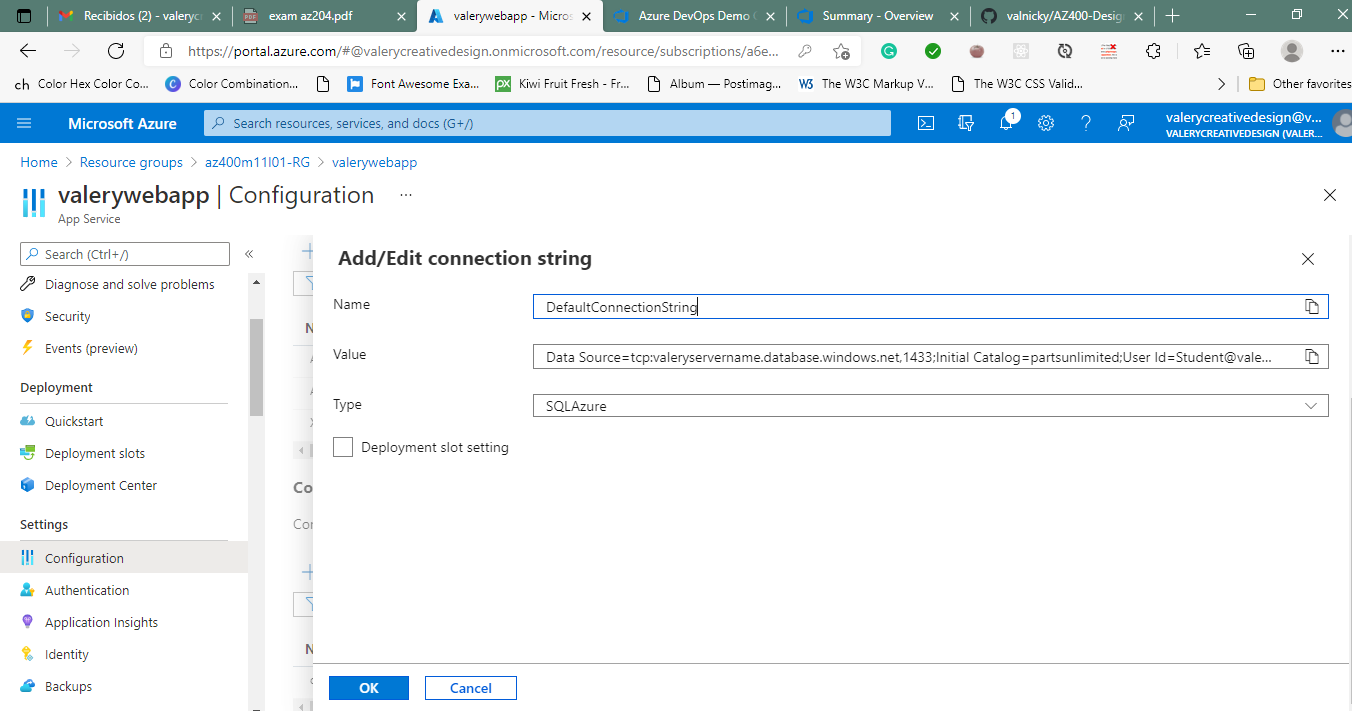 Recibidos (2) - valeryc
exam az204.pdf
valerywebapp - Micros
Azure DevOps Demo G
Summary - Overview
valnicky/AZ400-Design
https://portal.azure.com/#@valerycreativedesign.onmicrosoft.com/resource/subscriptions/a6e...
ch Color Hex Color Co...
C Color Combination...
Font Awesome Exa...
px Kiwi Fruit Fresh - Fr...
Album — Postimag...
W3 The W3C Markup V...
The W3C CSS Valid...
Other favorites
Microsoft Azure
Search resources, services, and docs (G+/)
1
valerycreativedesign@v...
VALERYCREATIVEDESIGN (VALER...
Home > Resource groups > az400m11l01-RG > valerywebapp
valerywebapp | Configuration ...
App Service
Search (Ctrl+/)
«
Diagnose and solve problems
Security
Events (preview)
Deployment
Quickstart
Deployment slots
Deployment Center
Settings
Configuration
Authentication
Application Insights
Identity
Backups
Co
Add/Edit connection string
Name
DefaultConnectionString
Value
Data Source=tcp:valeryservername.database.windows.net,1433;Initial Catalog=partsunlimited;User Id=Student@vale...
Type
SQLAzure
Deployment slot setting
OK
Cancel